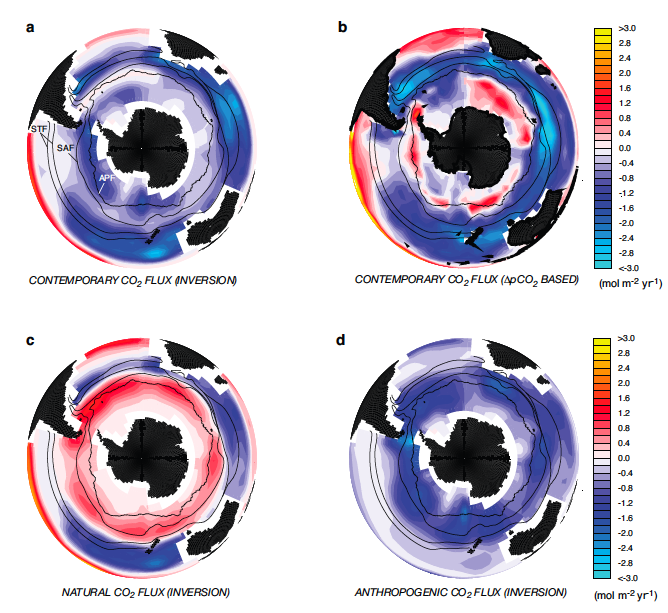 a
b
STF
SAF
APF
>3.0
2.8
2.4
2.0
1.6
1.2
0.8
0.4
0.0
-0.4
-0.8
-1.2
-1.6
-2.0
-2.4
-2.8
<-3.0
(mol m-2 yr-1)
CONTEMPORARY CO2 FLUX (INVERSION)
CONTEMPORARY CO2 FLUX (ΔpCO2 BASED)
c
d
>3.0
2.8
2.4
2.0
1.6
1.2
0.8
0.4
0.0
-0.4
-0.8
-1.2
-1.6
-2.0
-2.4
-2.8
<-3.0
(mol m-2 yr-1)
NATURAL CO2 FLUX (INVERSION)
ANTHROPOGENIC CO2 FLUX (INVERSION)